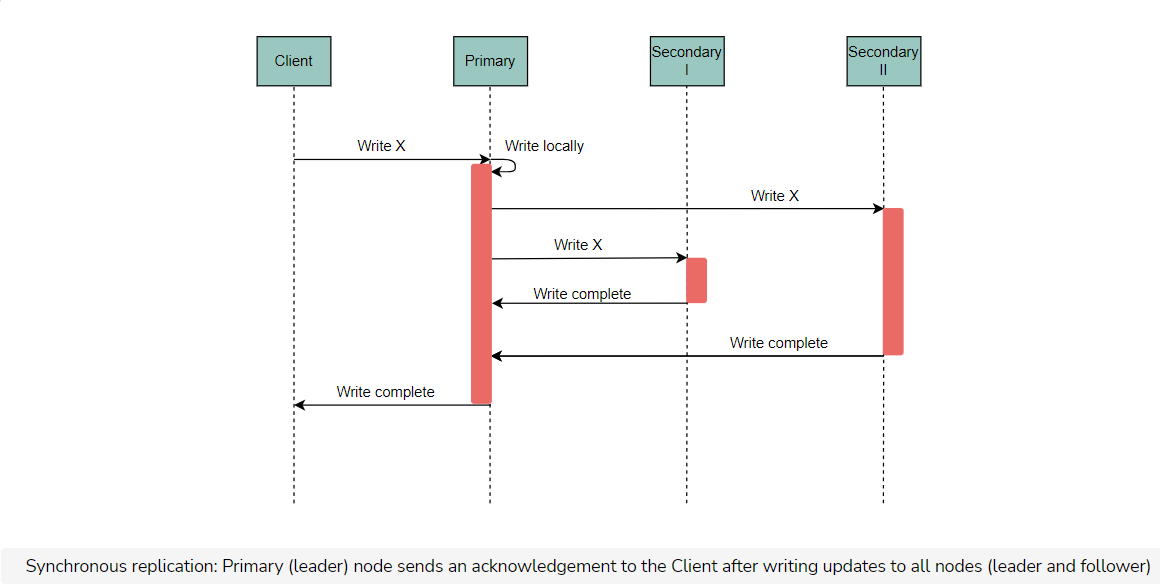 Client
Primary
Secondary
I
Secondary
II
Write X
Write locally
Write X
Write X
Write complete
Write complete
Write complete
Synchronous replication: Primary (leader) node sends an acknowledgement to the Client after writing updates to all nodes (leader and follower)